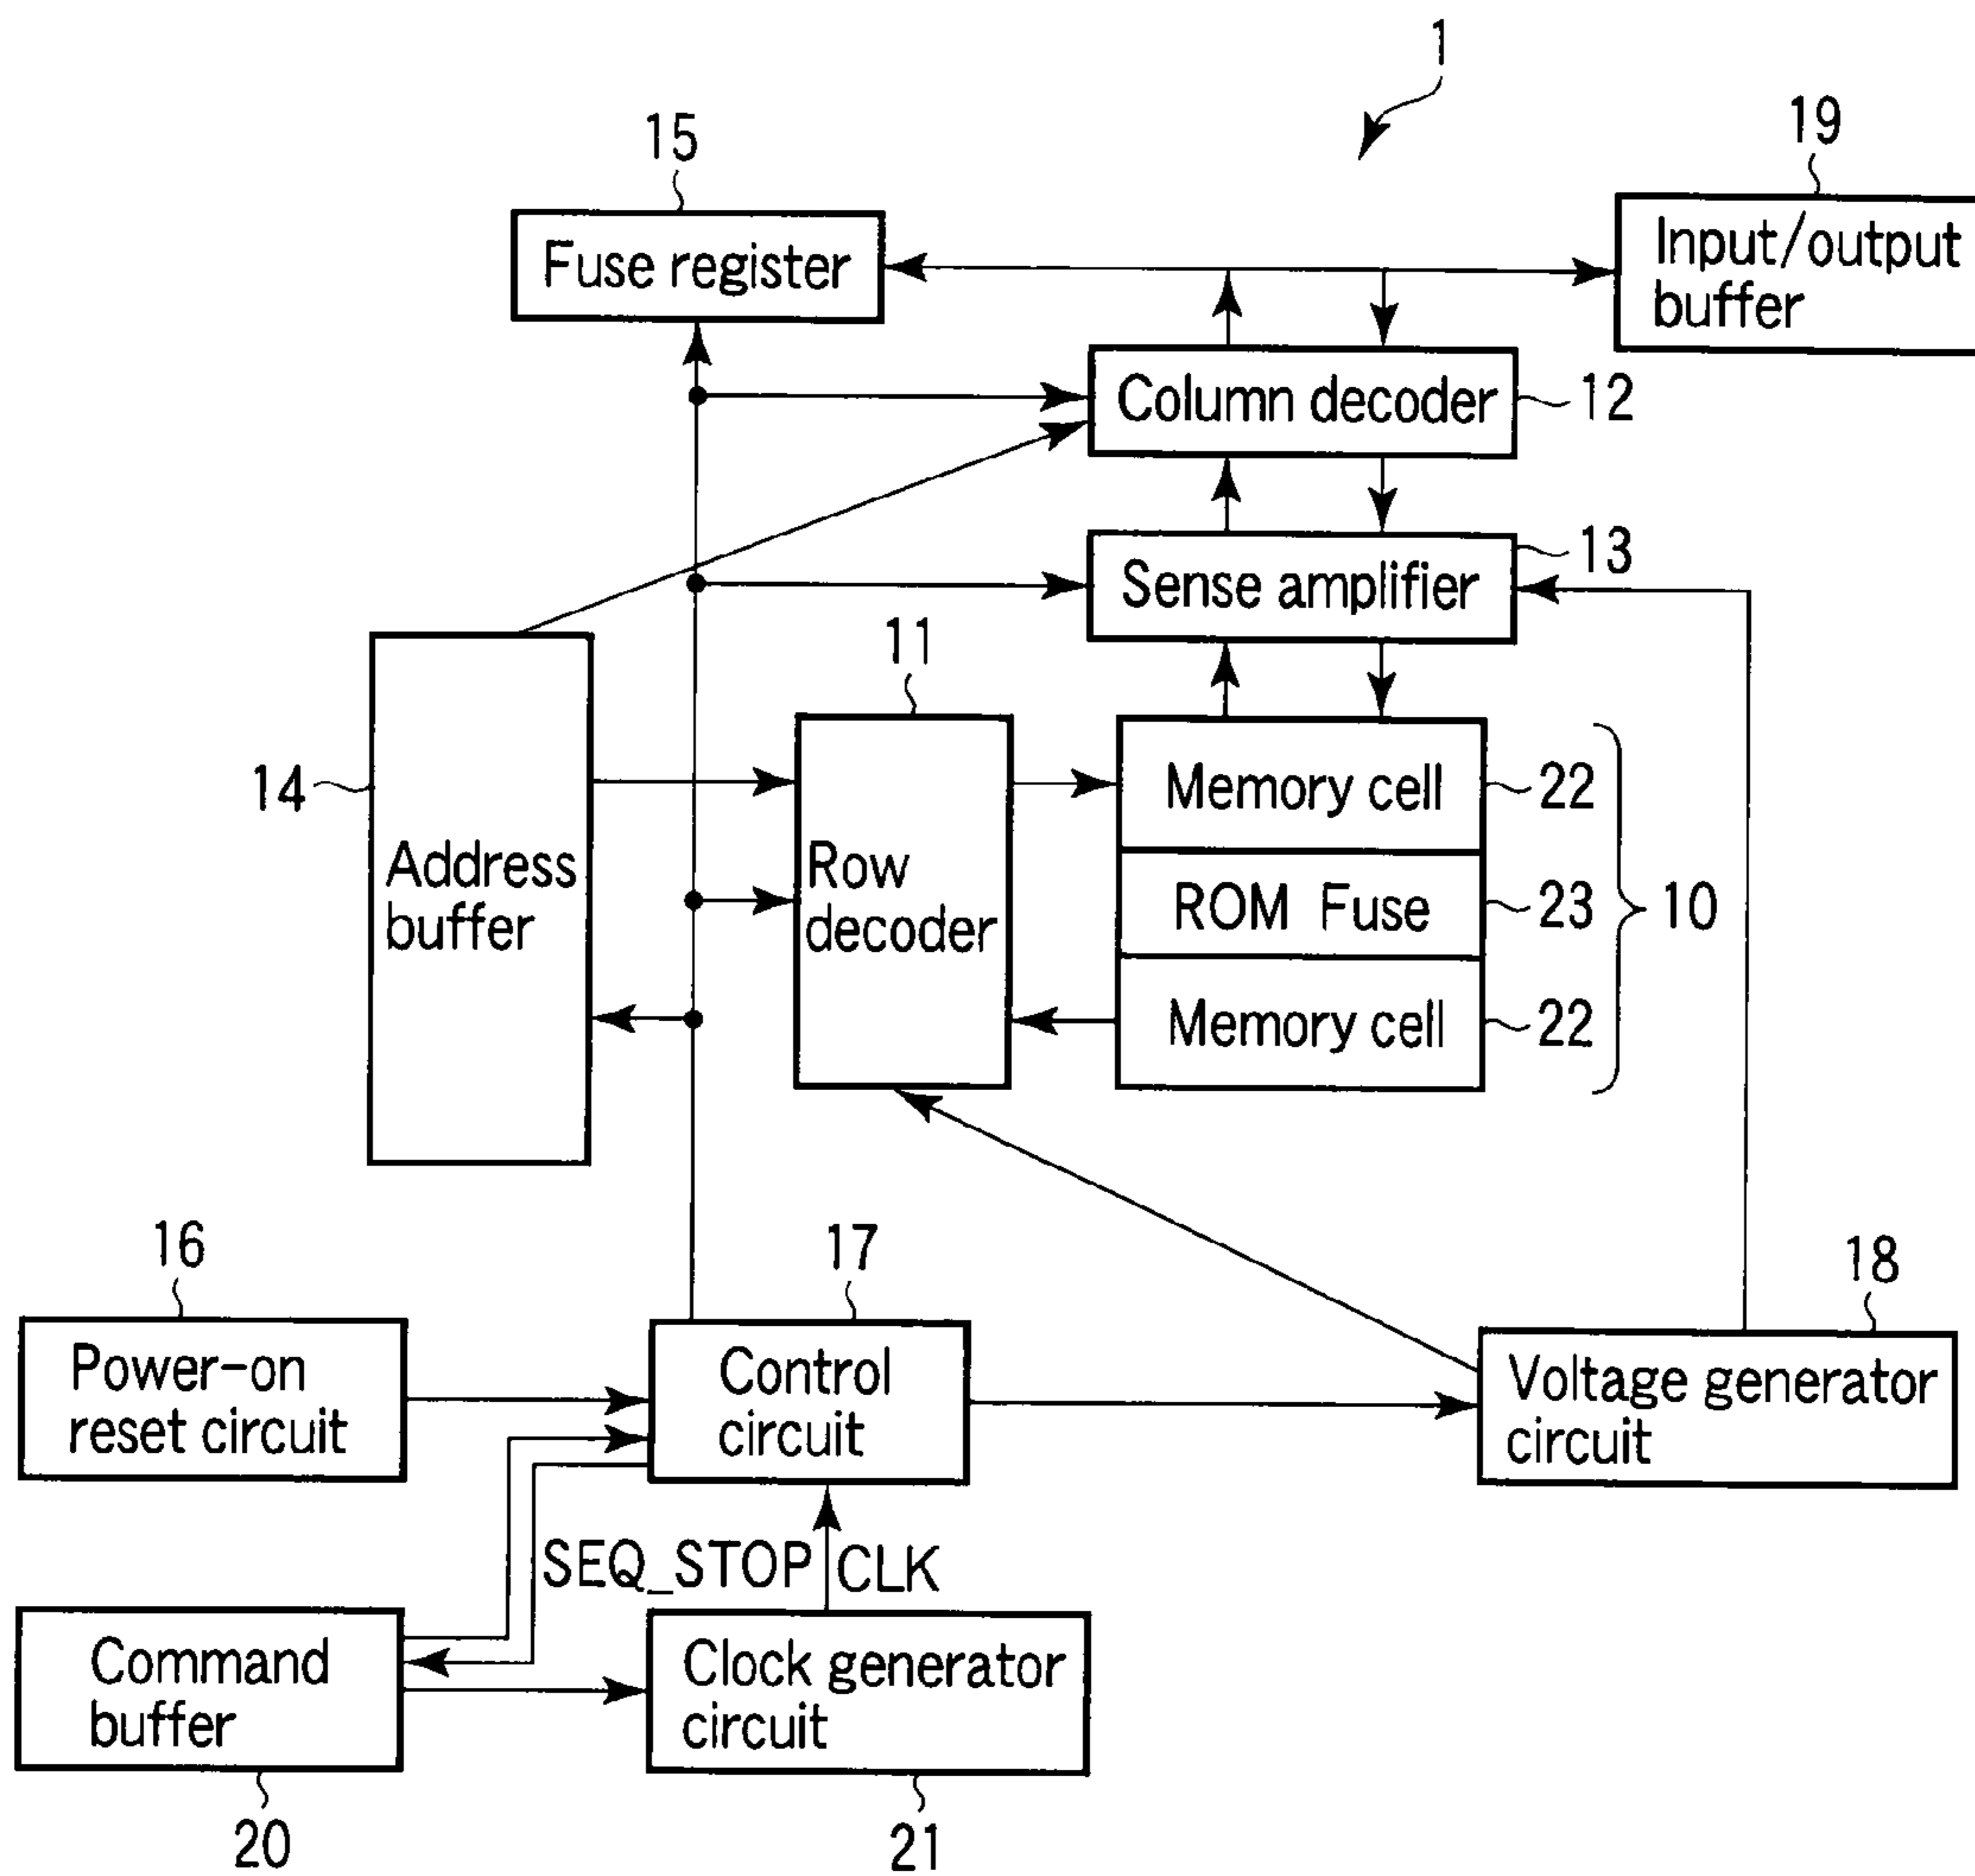 1
15
19
Fuse register
Input/output
buffer
Column decoder
12
13
Sense amplifier
11
14
Memory cell
22
Address
buffer
Row
decoder
ROM Fuse
23
10
Memory cell
22
16
17
18
Power-on
reset circuit
Control
circuit
Voltage generator
circuit
SEQ_STOP
CLK
Command
buffer
Clock generator
circuit
20
21